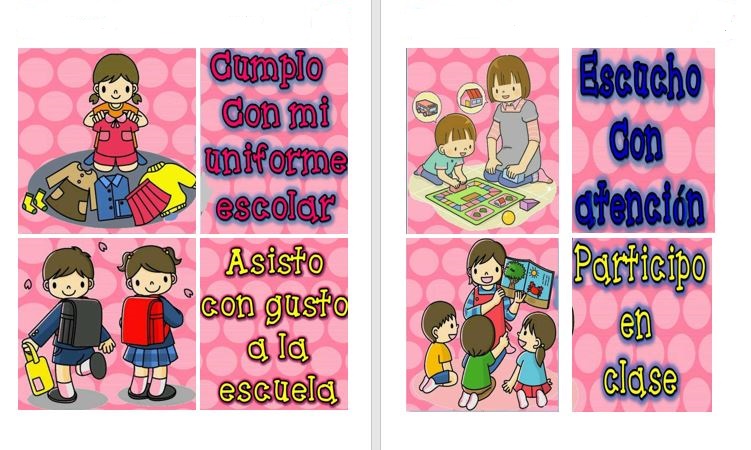 Cumplo
Con mi
uniforme
escolar
Asisto
con gusto
a la
escuela
Escucho
Con
atención
Participo
en
clase